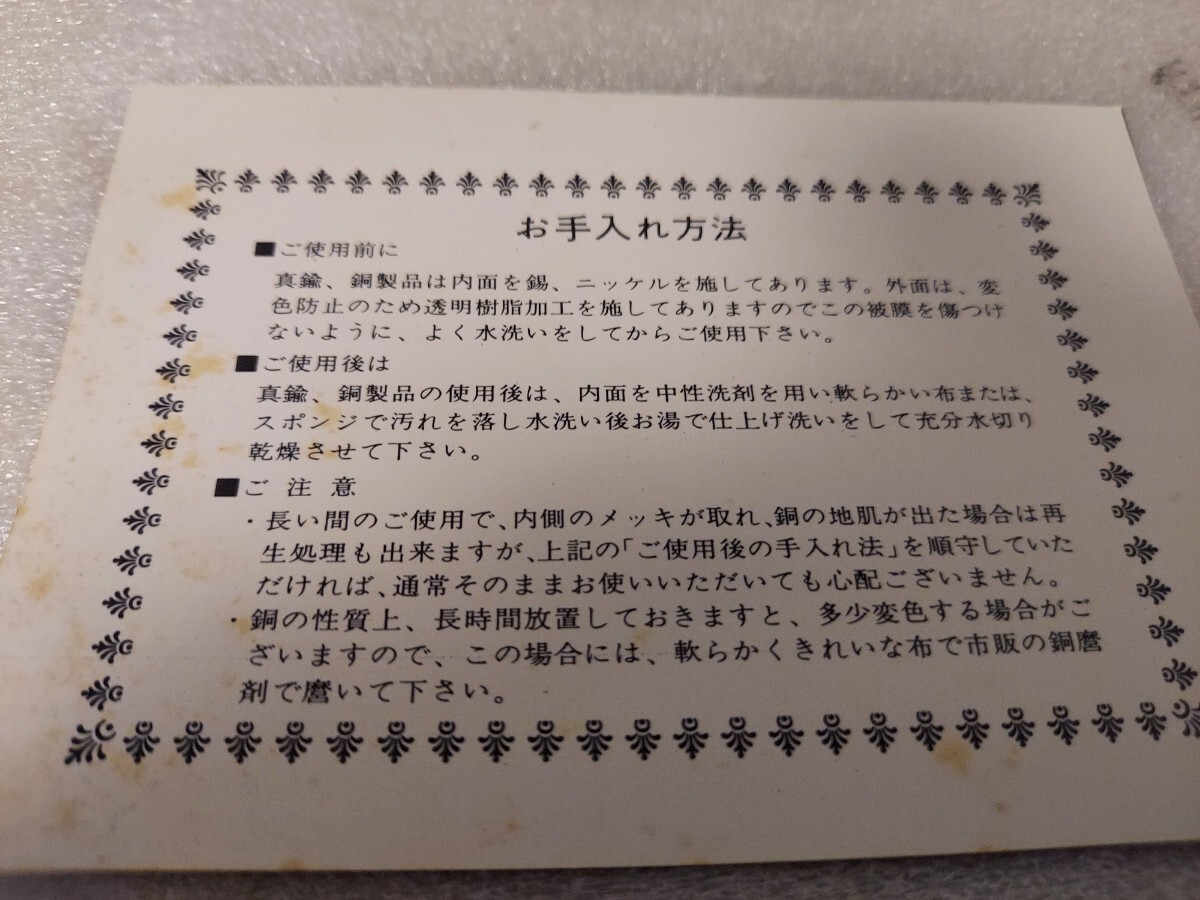 お手入れ方法
■ご使用前に
真鍮、銅製品は内面を錫、ニッケルを施してあります。外面は、変
色防止のため透明樹脂加工を施してありますのでこの被膜を傷つけ
ないように、よく水洗いをしてからご使用下さい。
■ご使用後は
真鍮、銅製品の使用後は、内面を中性洗剤を用い軟らかい布または、
スポンジで汚れを落し水洗い後お湯で仕上げ洗いをして充分水切り
乾燥させて下さい。
■ご注意
・長い間のご使用で、内側のメッキが取れ、銅の地肌が出た場合は再
生処理も出来ますが、上記の「ご使用後の手入れ法」を順守していた
だければ、通常そのままお使いいただいても心配ございません。
・銅の性質上、長時間放置しておきますと、多少変色する場合がご
ざいますので、この場合には、軟らかくきれいな布で市販の銅磨
剤で磨いて下さい。